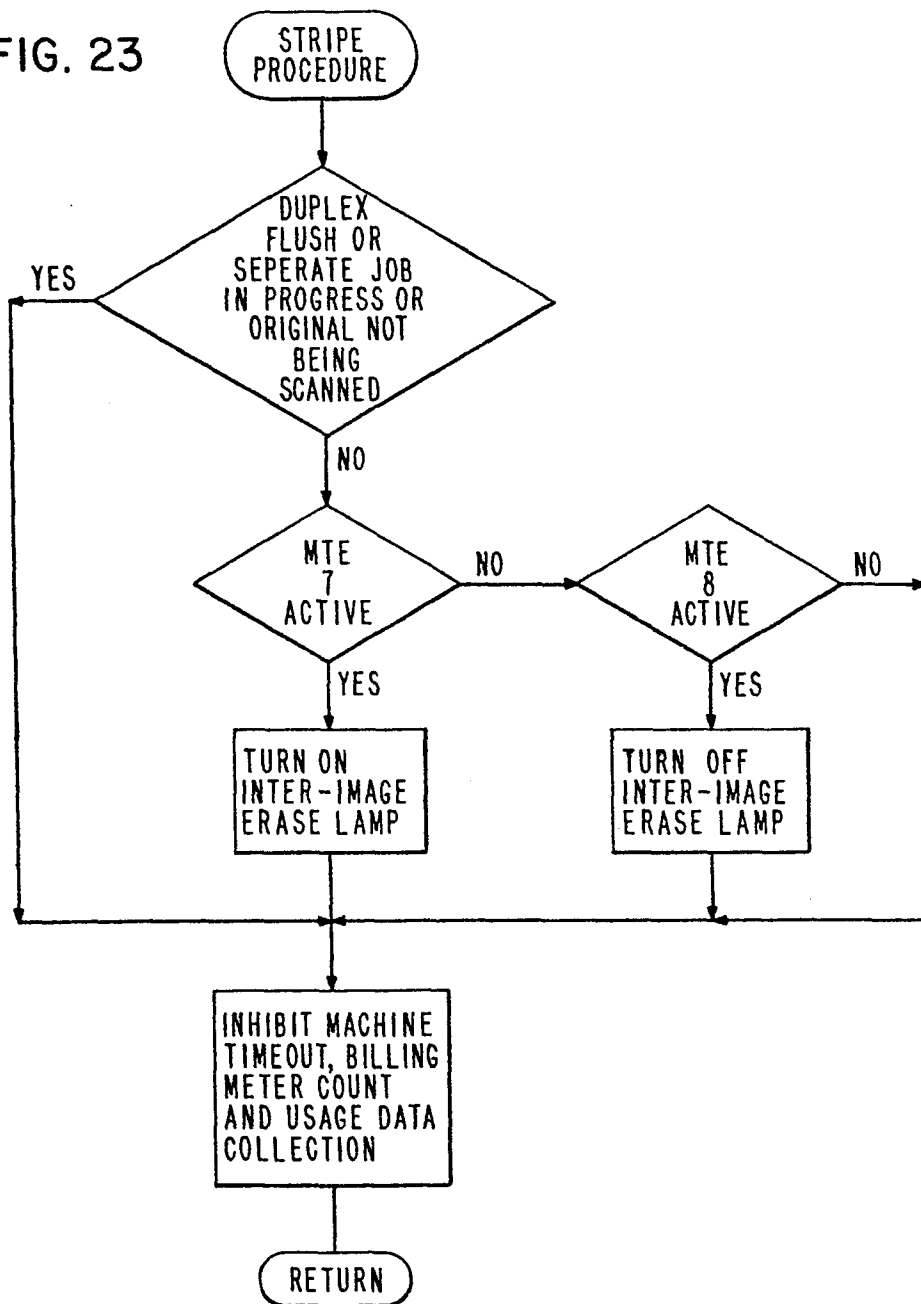 FIG. 23
STRIPE
PROCEDURE
DUPLEX
FLUSH OR
SEPERATE JOB
IN PROGRESS OR
ORIGINAL NOT
BEING
SCANNED
YES
NO
MTE
7
ACTIVE
NO
MTE
8
ACTIVE
NO
YES
YES
TURN ON
INTER-IMAGE
ERASE LAMP
TURN OFF
INTER-IMAGE
ERASE LAMP
INHIBIT MACHINE
TIMEOUT, BILLING
METER COUNT
AND USAGE DATA
COLLECTION
RETURN